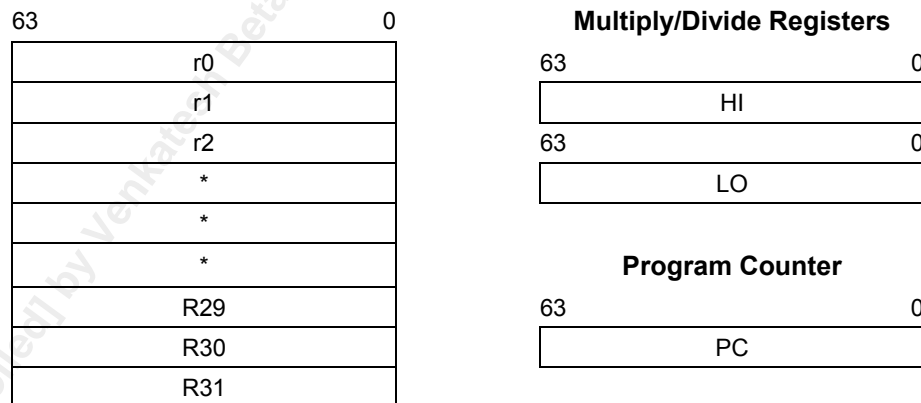 63 0
r0
r1
r2
*
*
*
R29
R30
R31
Multiply/Divide Registers
63 0
HI
63 0
LO
Program Counter
63 0
PC